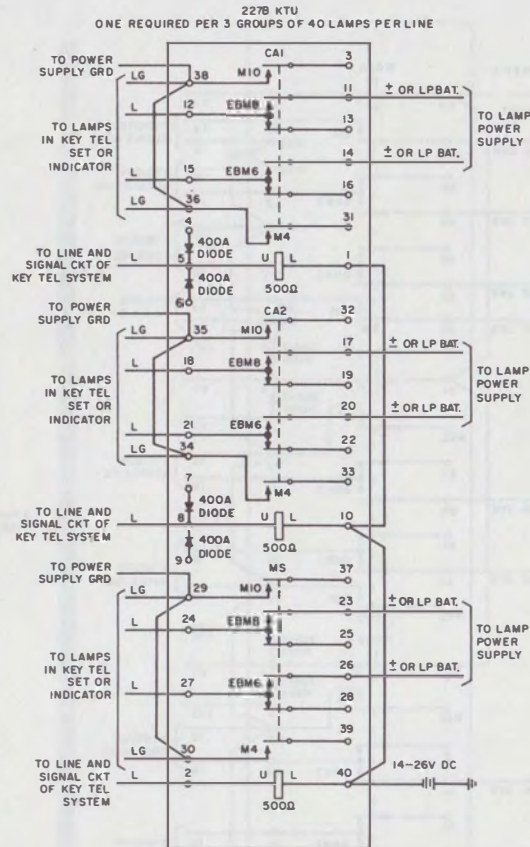 227B KTU
ONE REQUIRED PER 3 GROUPS OF 40 LAMPS PER LINE
TO POWER
SUPPLY GRD
CA1
3
LG
38
M10
11
± OR LP BAT.
L
12
EBM8
13
TO LAMPS
IN KEY TEL
SET OR
INDICATOR
TO LAMP
POWER
SUPPLY
14
± OR LP BAT.
L
15
EBM6
16
LG
36
31
4
M4
400A
DIODE
TO LINE AND
SIGNAL CKT OF
KEY TEL SYSTEM
L
5
U
L
1
400A
DIODE
500Ω
6
TO POWER
SUPPLY GRD
CA2
32
LG
35
M10
17
± OR LP BAT.
L
18
EBM8
19
TO LAMPS
IN KEY TEL
SET OR
INDICATOR
TO LAMP
POWER
SUPPLY
20
± OR LP BAT.
L
21
EBM6
22
LG
34
33
7
M4
400A
DIODE
TO LINE AND
SIGNAL CKT OF
KEY TEL SYSTEM
L
8
U
L
10
400A
DIODE
500Ω
9
TO POWER
SUPPLY GRD
MS
37
LG
29
M10
23
± OR LP BAT.
L
24
EBM8
25
TO LAMPS
IN KEY TEL
SET OR
INDICATOR
TO LAMP
POWER
SUPPLY
26
± OR LP BAT.
L
27
EBM6
28
39
LG
30
M4
14-26V DC
TO LINE AND
SIGNAL CKT
OF KEY TEL
SYSTEM
L
2
U
L
40
500Ω